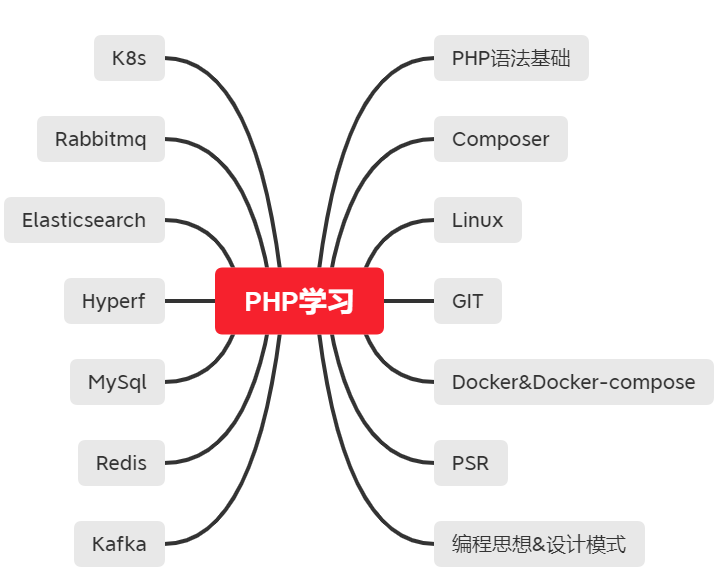 K8s
PHP语法基础
Rabbitmq
Composer
Elasticsearch
Linux
PHP学习
Hyperf
GIT
MySql
Docker&Docker-compose
Redis
PSR
Kafka
编程思想&设计模式